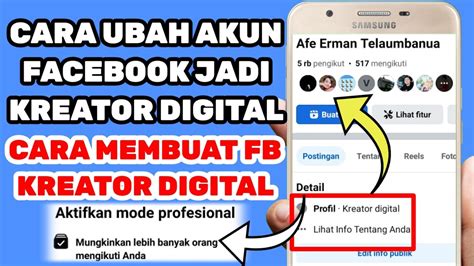 CARA UBAH AKUN
FACEBOOK JADI
KREATOR DIGITAL
CARA MEMBUAT FB
KREATOR DIGITAL
Aktifkan mode profesional
Mungkinkan lebih banyak orang
mengikuti Anda
Afe Erman Telaumbanua
5 rb pengikut • 517 mengikuti
V
Buat
Lihat fitur
Postingan
Tentang
Reels
Detail
Profil · Kreator digital
Lihat Info Tentang Anda
Edit info publik